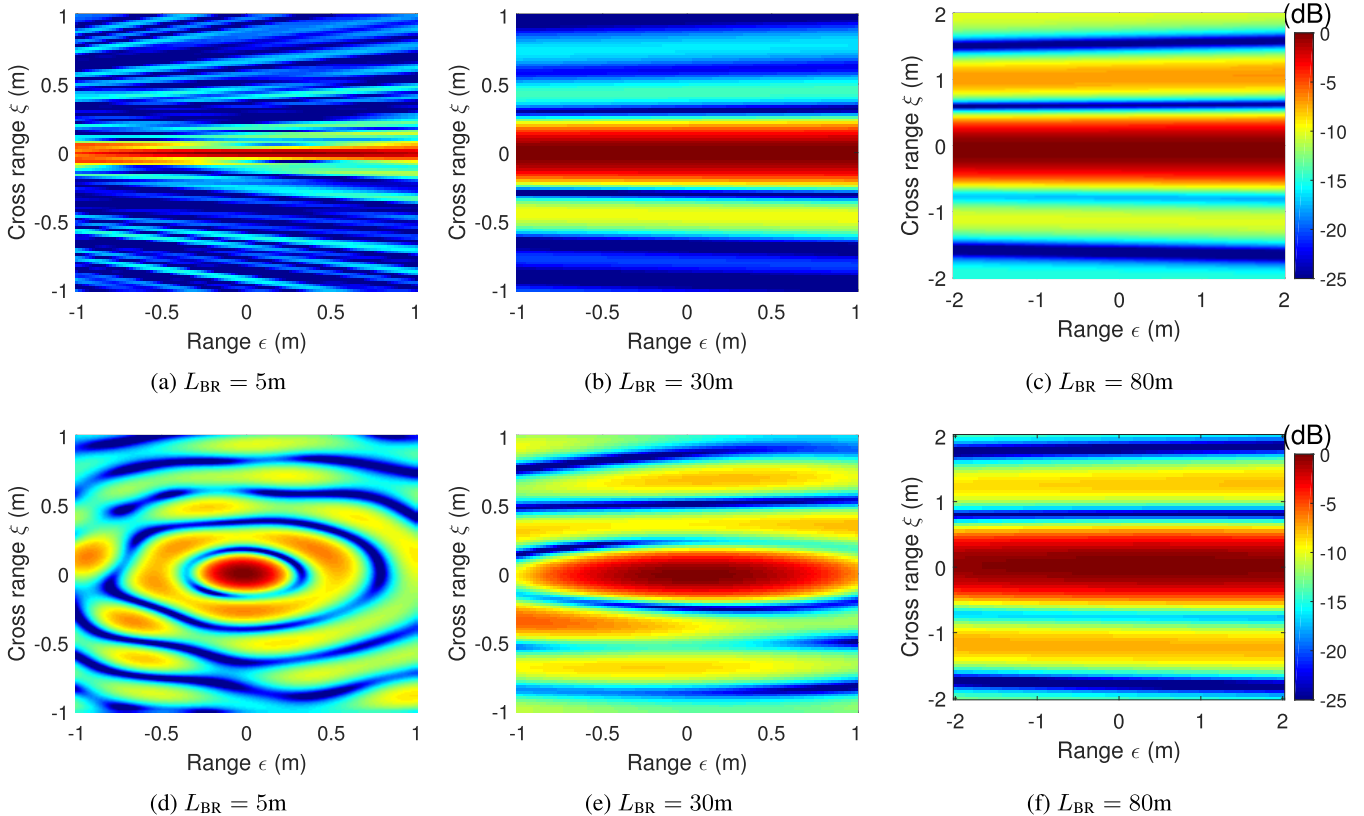 (dB)
1
0.5
0
-0.5
-1
Cross range ξ (m)
-1 -0.5 0 0.5 1
Range ϵ (m)
(a) L_BR = 5m
1
0.5
0
-0.5
-1
Cross range ξ (m)
-1 -0.5 0 0.5 1
Range ϵ (m)
(b) L_BR = 30m
2
1
0
-1
-2
Cross range ξ (m)
-2 -1 0 1 2
Range ϵ (m)
0
-5
-10
-15
-20
-25
(c) L_BR = 80m
(dB)
1
0.5
0
-0.5
-1
Cross range ξ (m)
-1 -0.5 0 0.5 1
Range ϵ (m)
(d) L_BR = 5m
1
0.5
0
-0.5
-1
Cross range ξ (m)
-1 -0.5 0 0.5 1
Range ϵ (m)
(e) L_BR = 30m
2
1
0
-1
-2
Cross range ξ (m)
-2 -1 0 1 2
Range ϵ (m)
0
-5
-10
-15
-20
-25
(f) L_BR = 80m